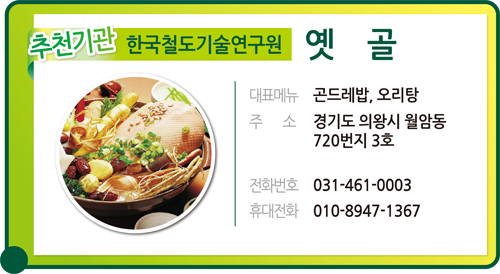 추천기관 한국철도기술연구원 옛 골
대표메뉴 곤드레밥, 오리탕
주 소 경기도 의왕시 월암동
720번지 3호
전화번호 031-461-0003
휴대전화 010-8947-1367